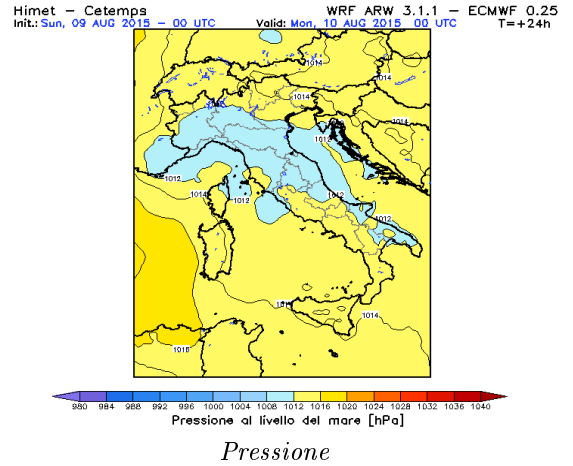 Himet – Cetemps WRF ARW 3.1.1 – ECMWF 0.25
Init.: Sun, 09 AUG 2015 – 00 UTC Valid: Mon, 10 AUG 2015 00 UTC T=+24h
1014
1014
1014
1014
1012
1012
1014
1012
1012
1012
1014
1016
980 984 988 992 996 1000 1004 1008 1012 1016 1020 1024 1028 1032 1036 1040
Pressione al livello del mare [hPa]
Pressione